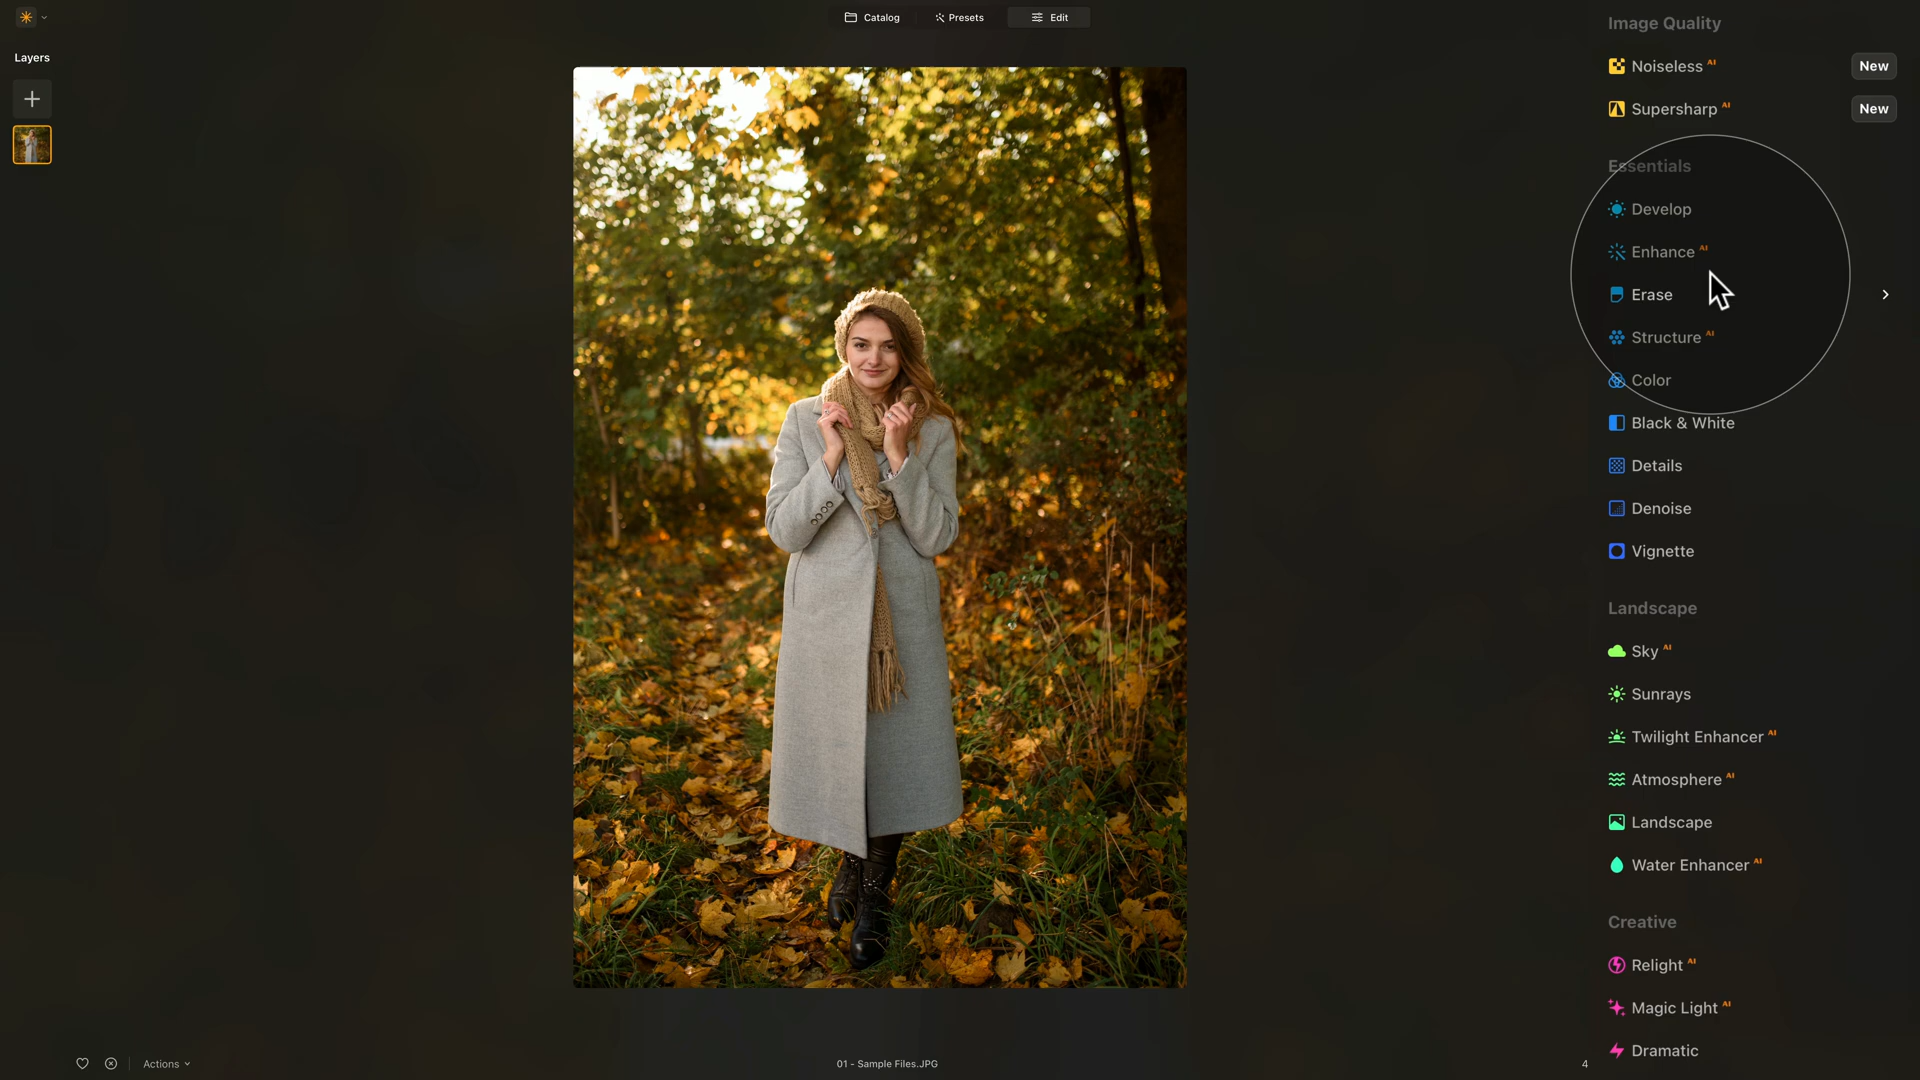 Catalog
Presets
Edit
Layers
Image Quality
Noiseless AI
New
Supersharp AI
New
Essentials
Develop
Enhance AI
Erase
Structure AI
Color
Black & White
Details
Denoise
Vignette
Landscape
Sky AI
Sunrays
Twilight Enhancer AI
Atmosphere AI
Landscape
Water Enhancer AI
Creative
Relight AI
Magic Light AI
Dramatic
Actions
01 - Sample Files.JPG
4